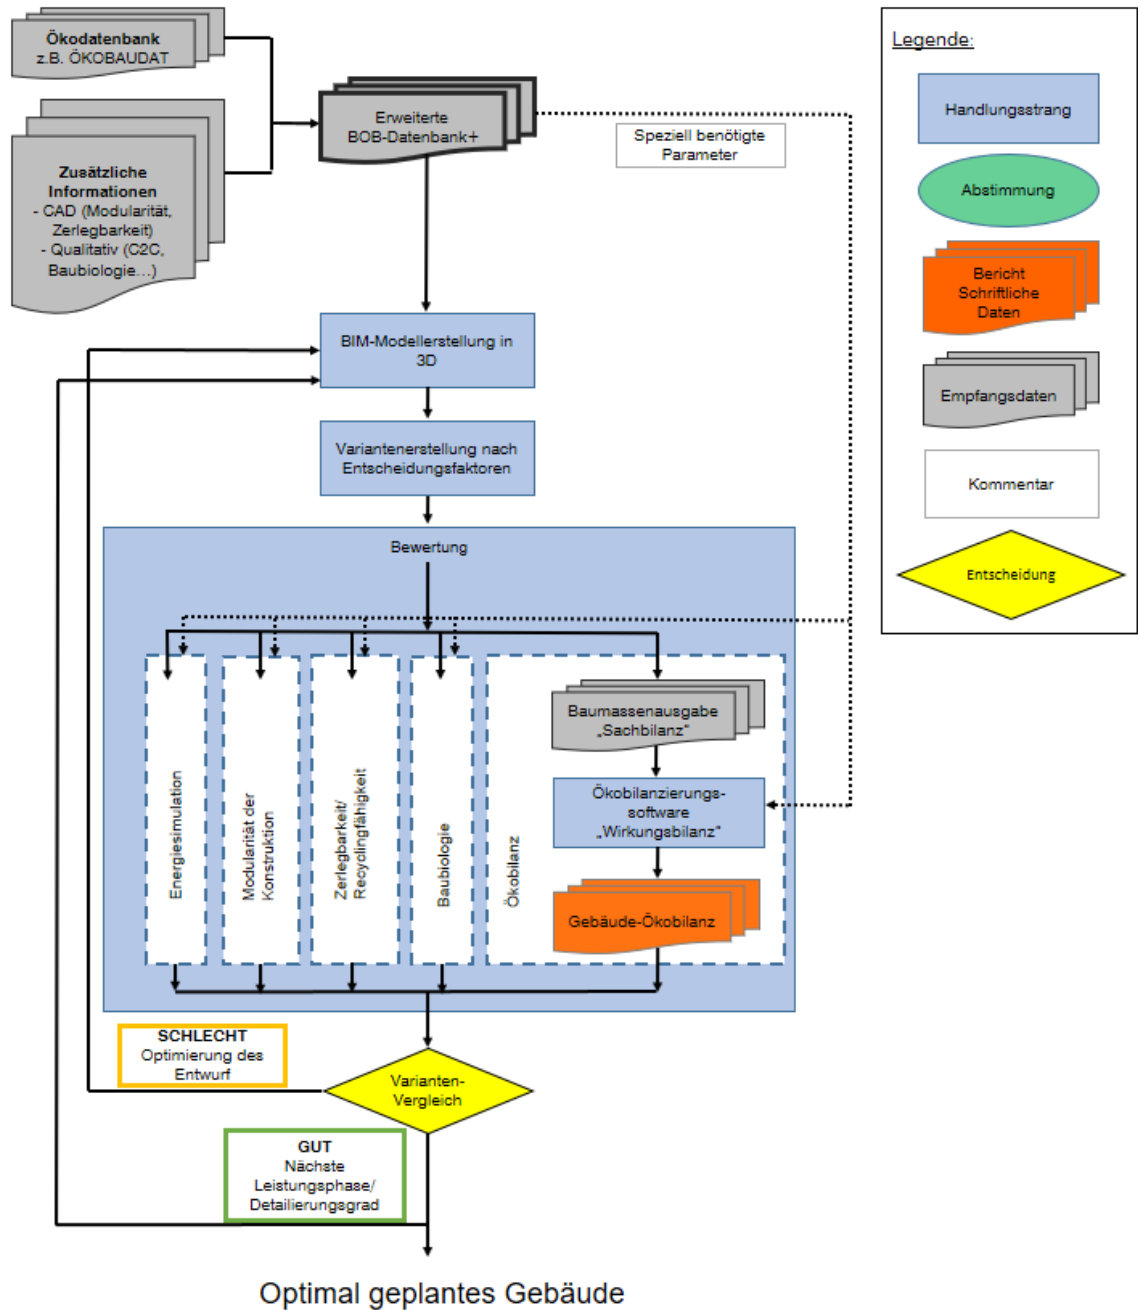 Ökodatenbank
z.B. ÖKOBAUDAT
Zusätzliche
Informationen
- CAD (Modularität,
Zerlegbarkeit)
- Qualitativ (C2C,
Baubiologie...)
Erweiterte
BOB-Datenbank+
Speziell benötigte
Parameter
BIM-Modellerstellung in
3D
Variantenerstellung nach
Entscheidungsfaktoren
Bewertung
Energiesimulation
Modularität der
Konstruktion
Zerlegbarkeit/
Recyclingfähigkeit
Baubiologie
Ökobilanz
Baumassenausgabe
„Sachbilanz“
Ökobilanzierungs-
software
„Wirkungsbilanz“
Gebäude-Ökobilanz
SCHLECHT
Optimierung des
Entwurf
Varianten-
Vergleich
GUT
Nächste
Leistungsphase/
Detailierungsgrad
Optimal geplantes Gebäude
Legende:
Handlungsstrang
Abstimmung
Bericht
Schriftliche
Daten
Empfangsdaten
Kommentar
Entscheidung